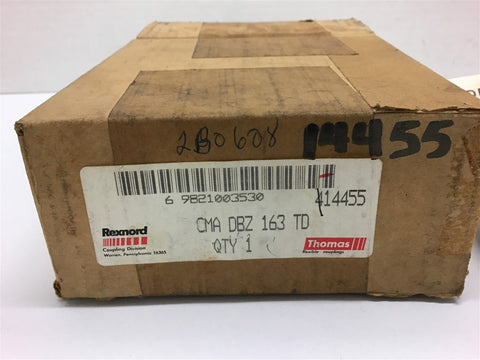 2B0608
14455
6 9821003530
414455
CMA DBZ 163 TD
QTY 1
Rexnord
Coupling Division
Warren, Pennsylvania 16365
Thomas
flexible couplings